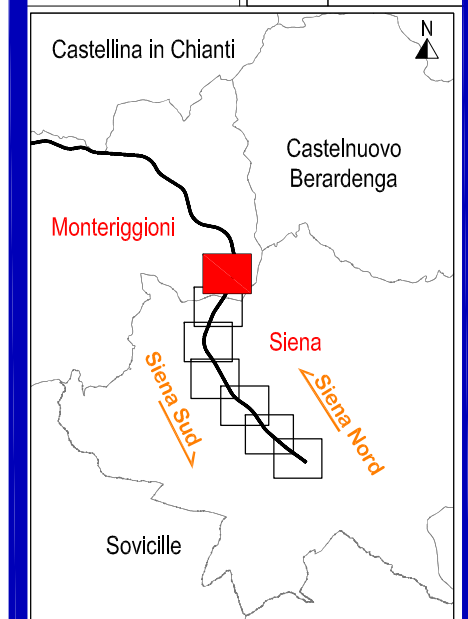 N
Castellina in Chianti
Castelnuovo
Berardenga
Monteriggioni
Siena
Siena Sud
Siena Nord
Sovicille